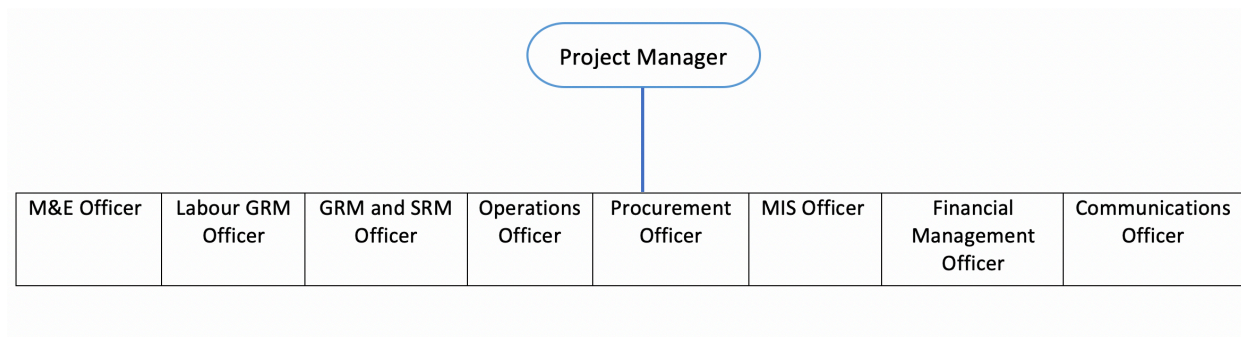 Project Manager
M&E Officer
Labour GRM
Officer
GRM and SRM
Officer
Operations
Officer
Procurement
Officer
MIS Officer
Financial
Management
Officer
Communications
Officer